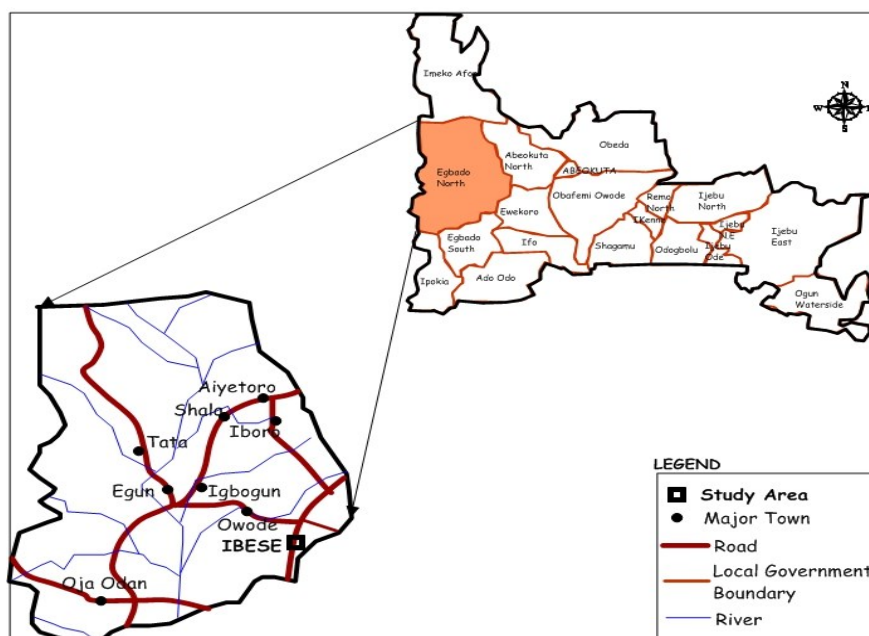 Imeko Afo
N
W
E
S
Obeda
Abeokuta
North
ABEOKUTA
Egbado
North
Obafemi Owode
Remo
North
Ijebu
North
IKenne
Ewekoro
Ijebu
N.E
Ijebu
East
Egbado
South
Ifo
Shagamu
Odogbolu
Ijebu
Ode
Ipokia
Ado Odo
Ogun
Waterside
Aiyetoro
Shala
Iboro
Tata
Egun
Igbogun
Owode
IBESE
Oja Odan
LEGEND
Study Area
Major Town
Road
Local Government
Boundary
River